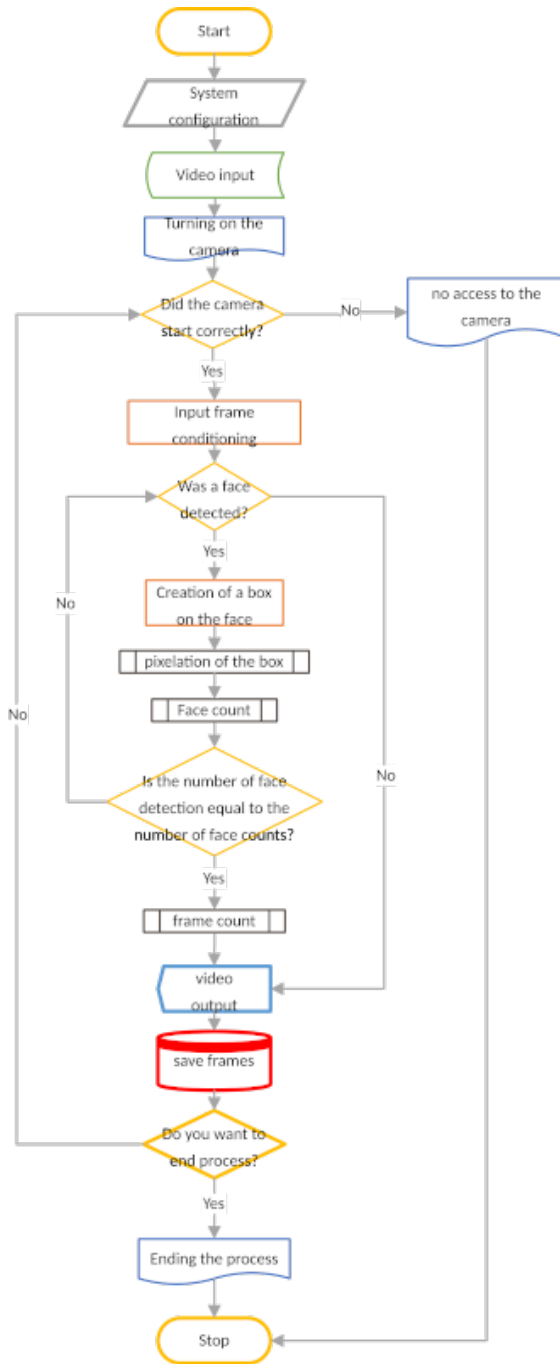 Start
System
configuration
Video input
Turning on the
camera
Did the camera
start correctly?
No
no access to the
camera
Yes
Input frame
conditioning
Was a face
detected?
Yes
No
Creation of a box
on the face
pixelation of the box
Face count
No
Is the number of face
detection equal to the
number of face counts?
No
Yes
frame count
video
output
save frames
Do you want to
end process?
Yes
Ending the process
Stop